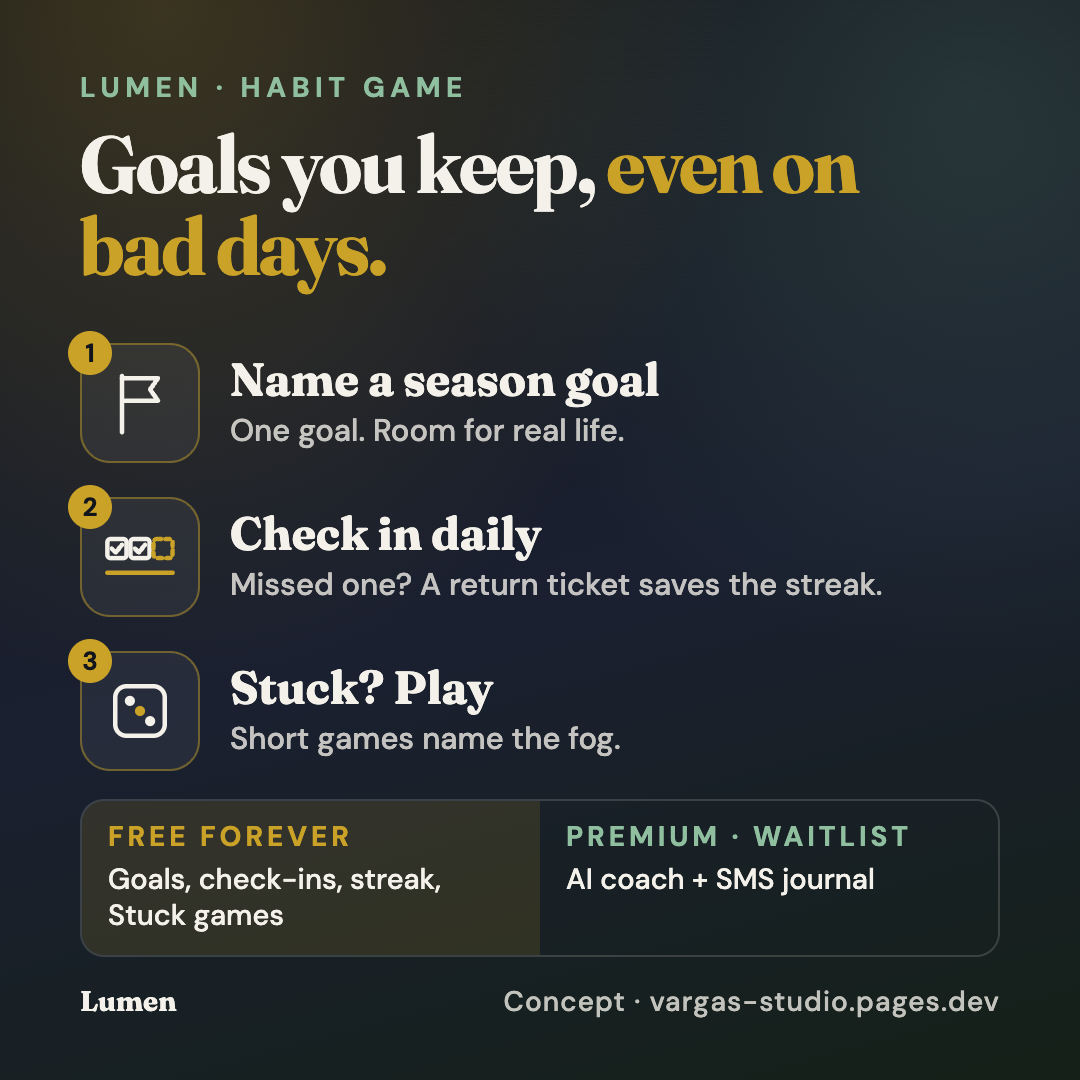 LUMEN · HABIT GAME
Goals you keep, even on
bad days.
1
Name a season goal
One goal. Room for real life.
2
Check in daily
Missed one? A return ticket saves the streak.
3
Stuck? Play
Short games name the fog.
FREE FOREVER
Goals, check-ins, streak,
Stuck games
PREMIUM · WAITLIST
AI coach + SMS journal
Lumen
Concept · vargas-studio.pages.dev